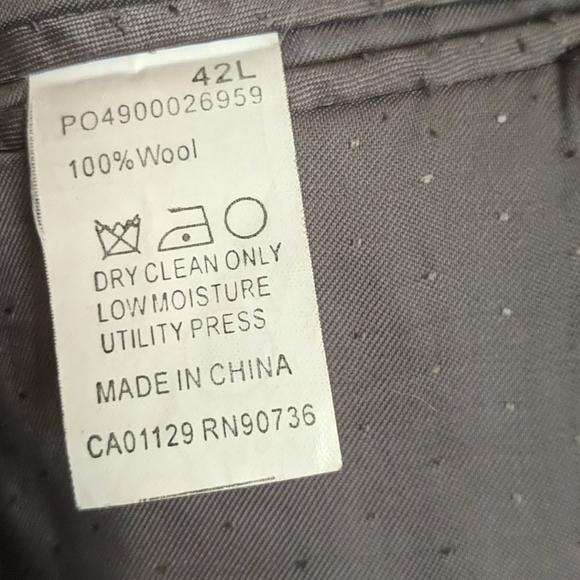 42L
PO4900026959
100%Wool
DRY CLEAN ONLY
LOW MOISTURE
UTILITY PRESS
MADE IN CHINA
CA01129 RN90736